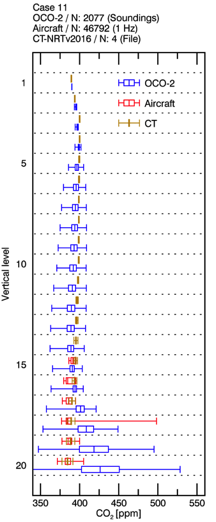 Case 11
OCO-2 / N: 2077 (Soundings)
Aircraft / N: 46792 (1 Hz)
CT-NRTv2016 / N: 4 (File)
OCO-2
Aircraft
CT
Vertical level
1
5
10
15
20
350
400
450
500
550
CO₂ [ppm]